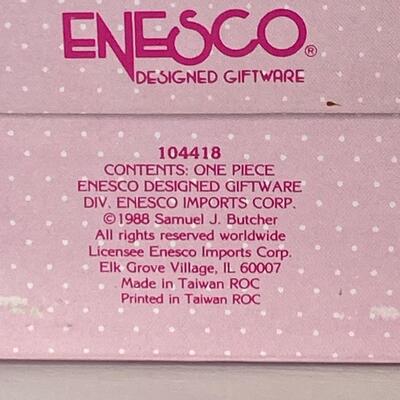 ENESCO®
DESIGNED GIFTWARE
104418
CONTENTS: ONE PIECE
ENESCO DESIGNED GIFTWARE
DIV. ENESCO IMPORTS CORP.
©1988 Samuel J. Butcher
All rights reserved worldwide
Licensee Enesco Imports Corp.
Elk Grove Village, IL 60007
Made in Taiwan ROC
Printed in Taiwan ROC